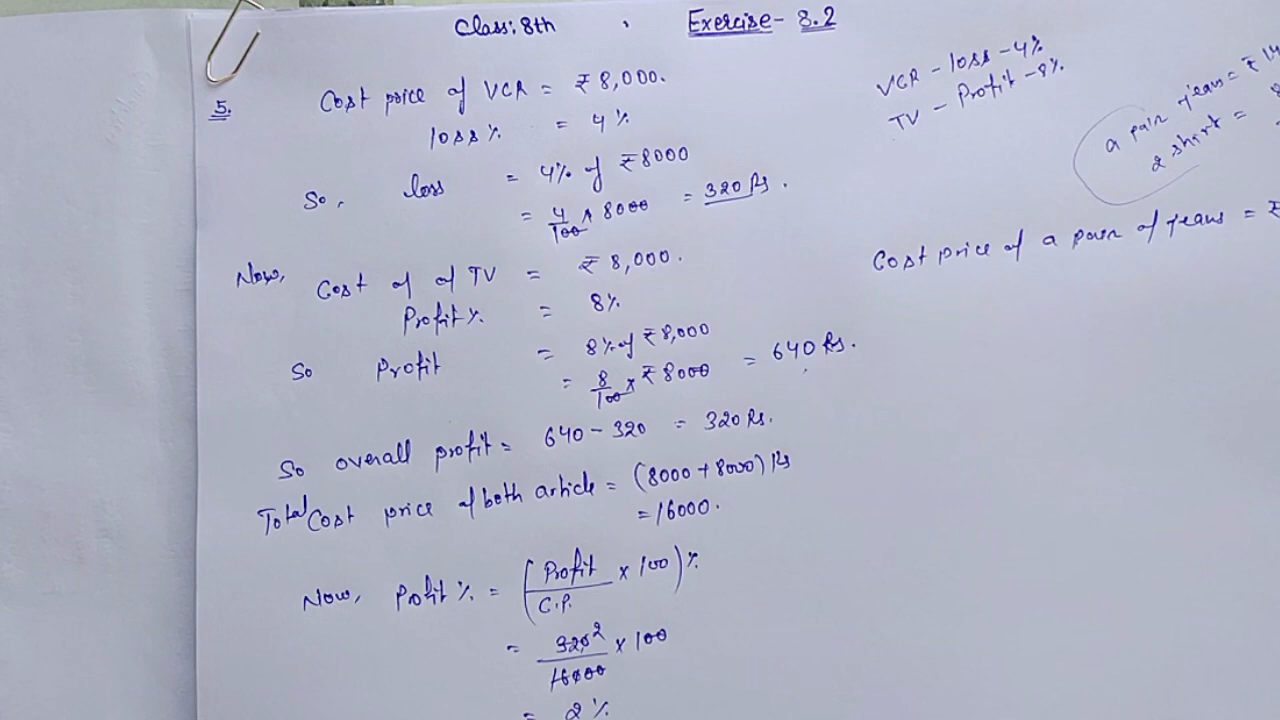 Class: 8th , Exercise- 8.2
5. Cost price of VCR = ₹ 8,000.
loss% = 4%
So, loss = 4% of ₹8000
= 4/100 x 8000 = 320 Rs.
Now, Cost of of TV = ₹ 8,000.
Profit%. = 8%
So Profit = 8% of ₹8,000
= 8/100 x ₹8000 = 640 Rs.
So overall profit = 640 - 320 = 320 Rs.
Total Cost price of both article = (8000 + 8000) Rs
= 16000.
Now, Profit% = (Profit/C.P. x 100)%
= 320 2/16000 x 100
= 2%
VCR - loss - 4%
TV - Profit - 8%
a pair jeans = ₹ 14
2 shirt = 8
Cost price of a pair of jeans = ₹